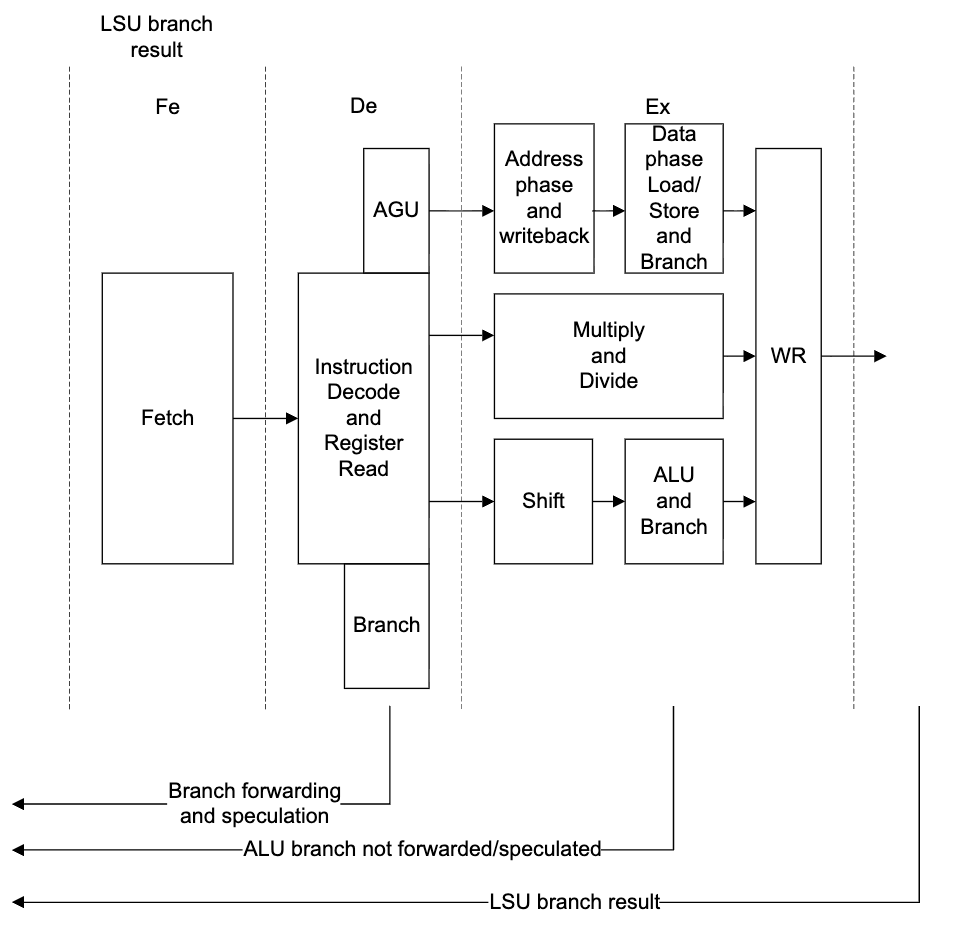 LSU branch
result
Fe
De
Ex
AGU
Address
phase
and
writeback
Data
phase
Load/
Store
and
Branch
Fetch
Instruction
Decode
and
Register
Read
Multiply
and
Divide
WR
Shift
ALU
and
Branch
Branch
Branch forwarding
and speculation
ALU branch not forwarded/speculated
LSU branch result